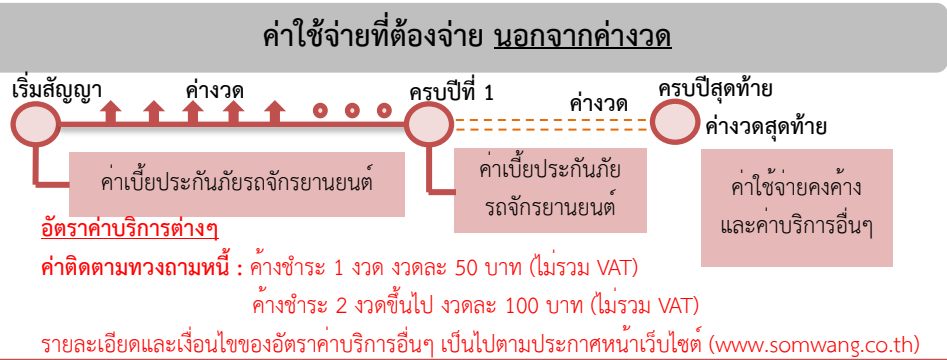 ค่าใช้จ่ายที่ต้องจ่าย นอกจากค่างวด
เริ่มสัญญา
ค่างวด
ครบปีที่ 1
ค่างวด
ครบปีสุดท้าย
ค่างวดสุดท้าย
ค่าเบี้ยประกันภัยรถจักรยานยนต์
ค่าเบี้ยประกันภัย
รถจักรยานยนต์
ค่าใช้จ่ายคงค้าง
และค่าบริการอื่นๆ
อัตราค่าบริการต่างๆ
ค่าติดตามทวงถามหนี้ : ค้างชำระ 1 งวด งวดละ 50 บาท (ไม่รวม VAT)
ค้างชำระ 2 งวดขึ้นไป งวดละ 100 บาท (ไม่รวม VAT)
รายละเอียดและเงื่อนไขของอัตราค่าบริการอื่นๆ เป็นไปตามประกาศหน้าเว็บไซต์ (www.somwang.co.th)